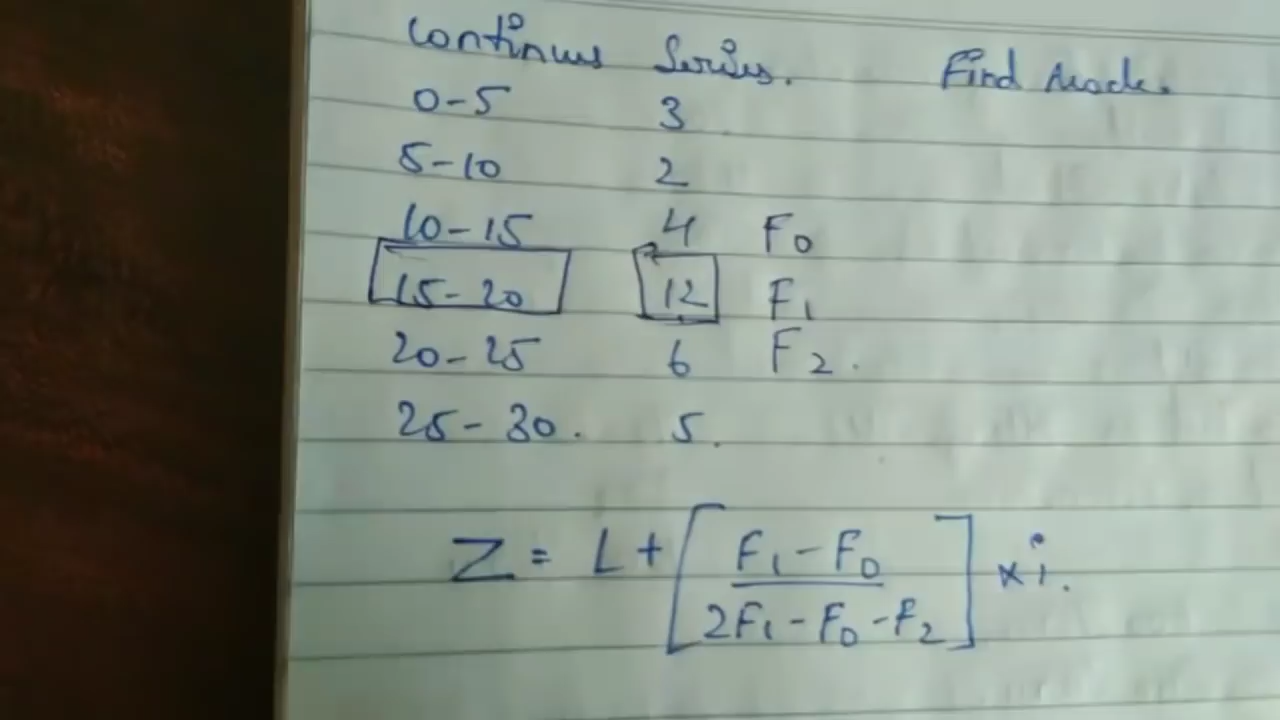 Continus Series. Find Mode.
0-5 3
5-10 2
10-15 4 F0
15-20 12 F1
20-25 6 F2.
25-30. 5.
Z = L + [ F1 - F0 / 2F1 - F0 - F2 ] x i.